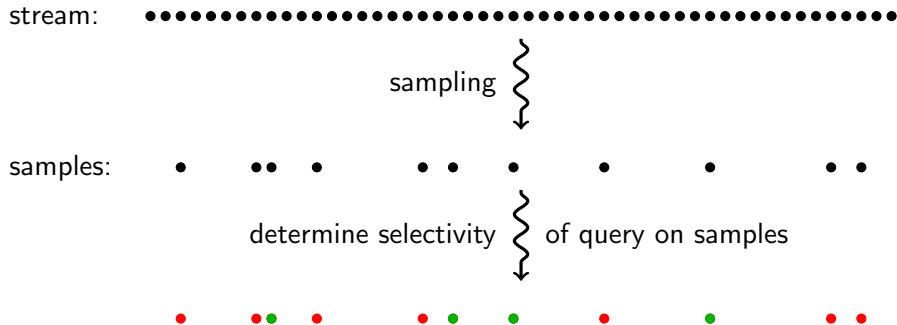 stream:
sampling
samples:
determine selectivity of query on samples